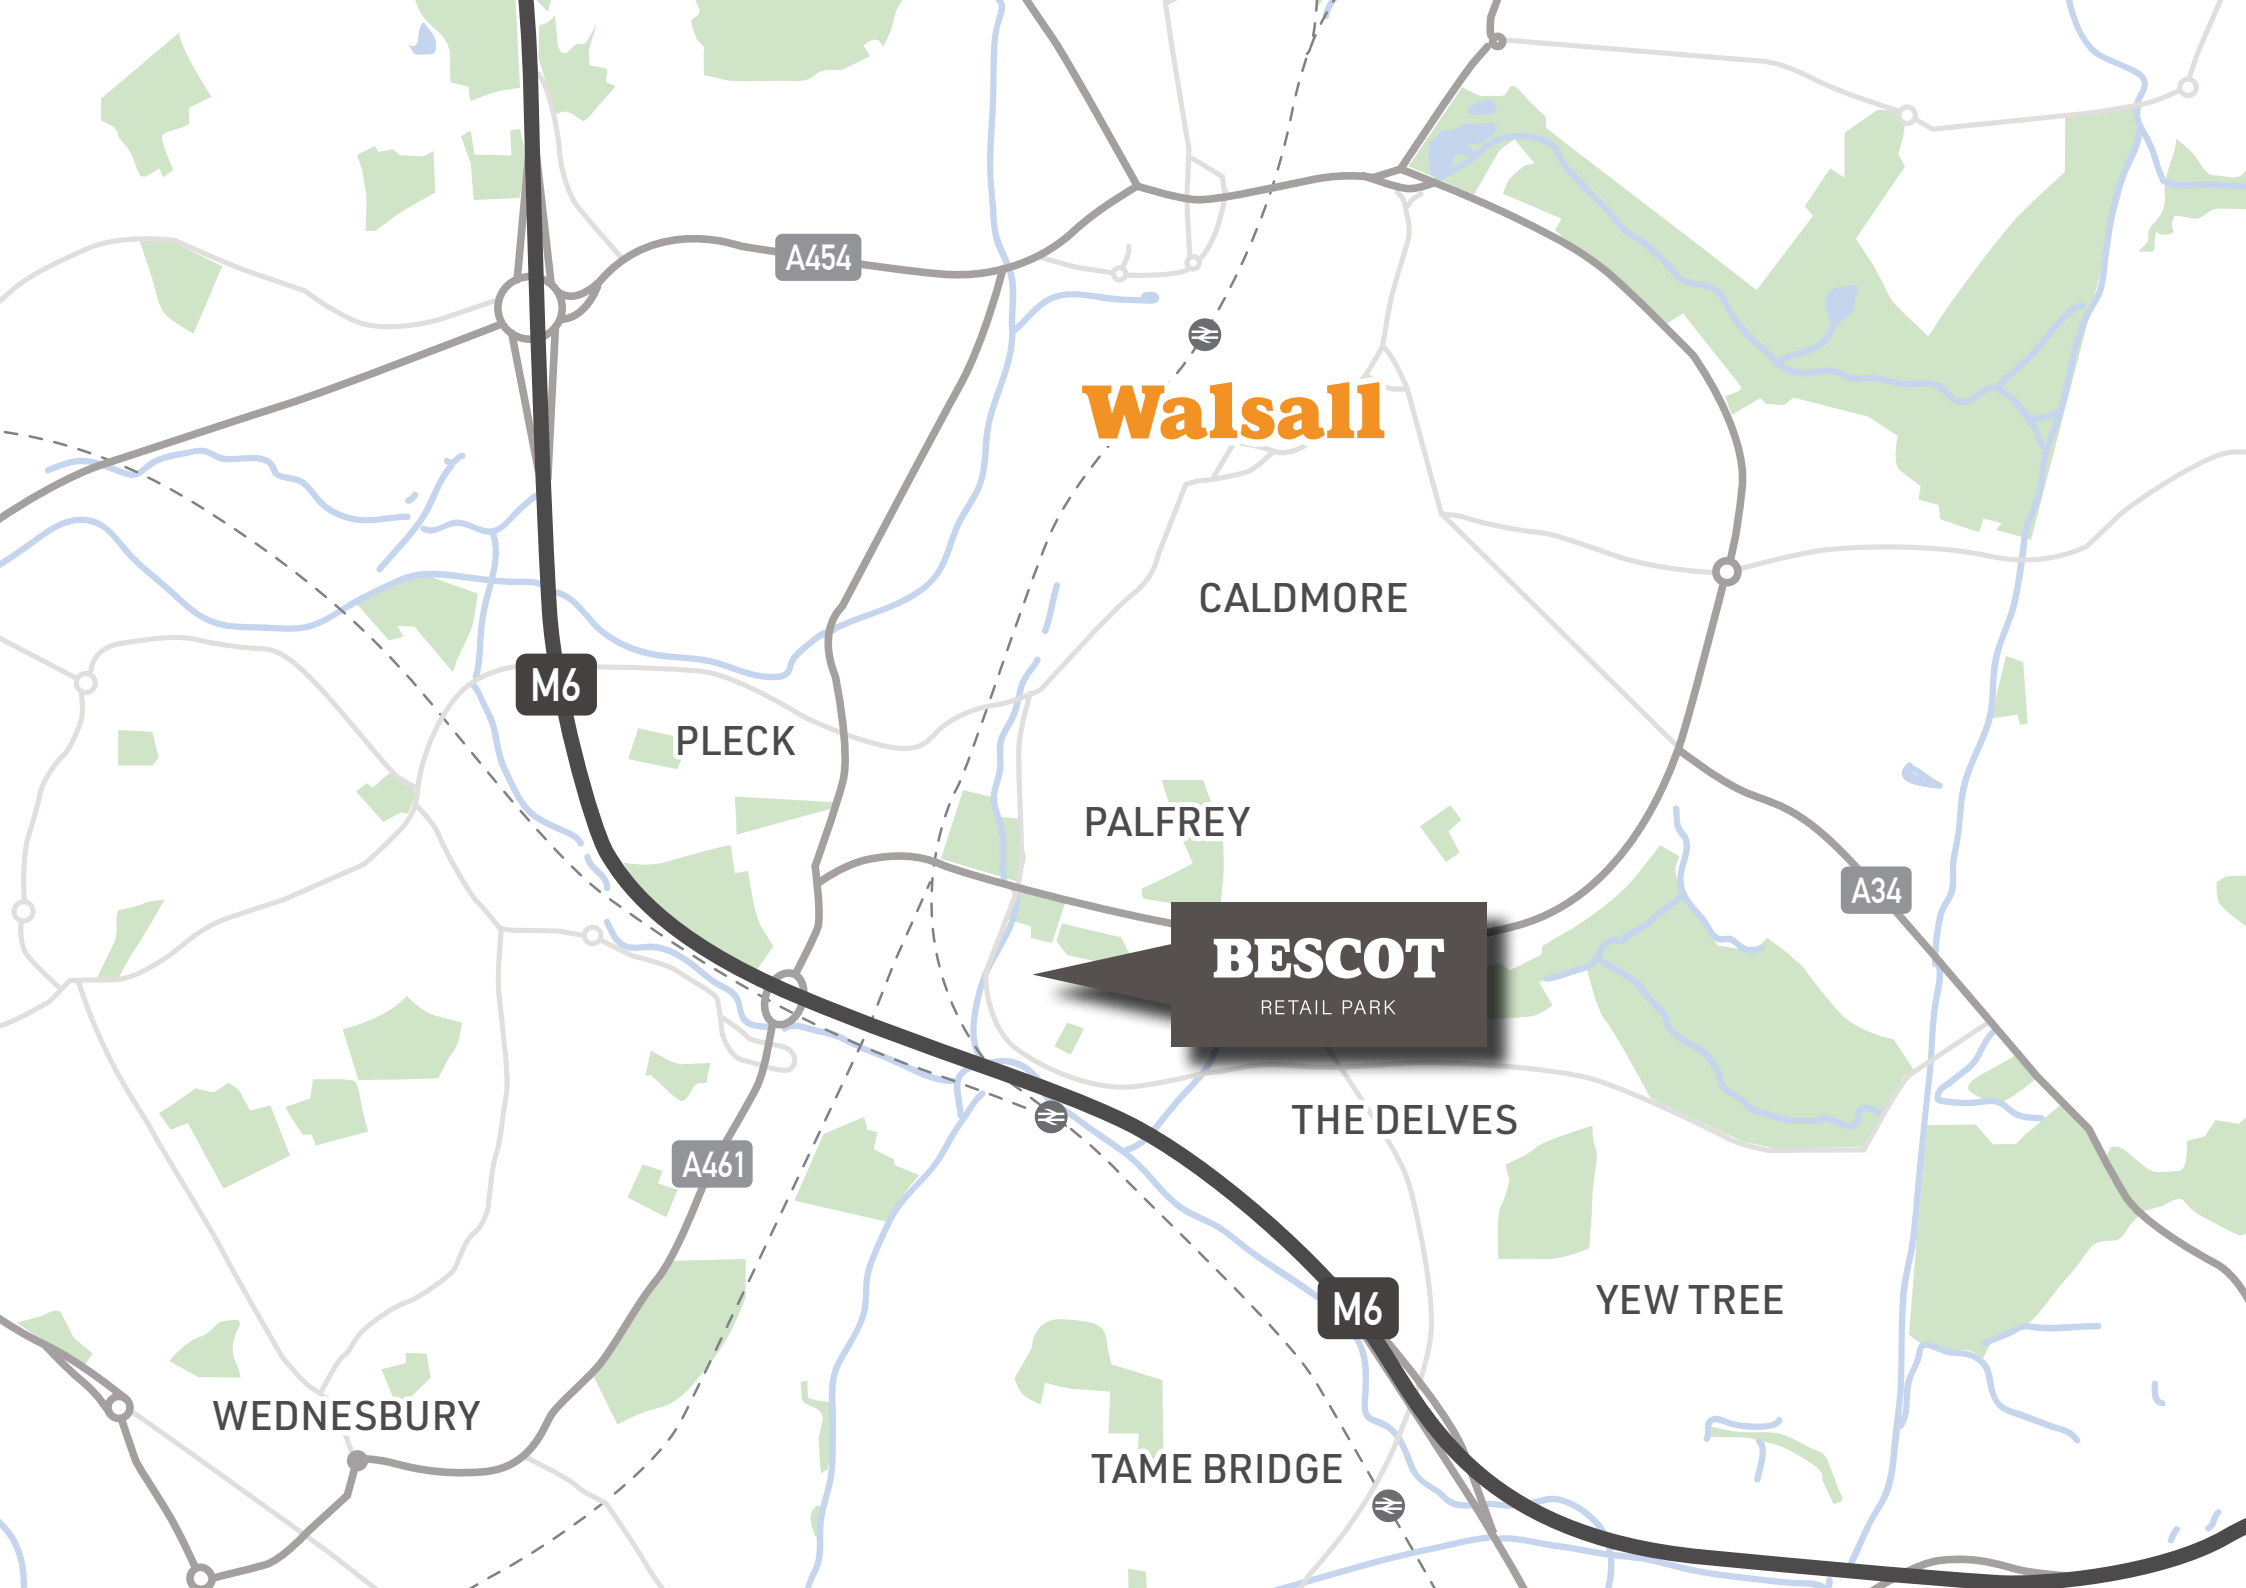 A454
Walsall
CALDMORE
M6
PLECK
PALFREY
A34
BESCOT
RETAIL PARK
THE DELVES
A461
YEW TREE
M6
WEDNESBURY
TAME BRIDGE